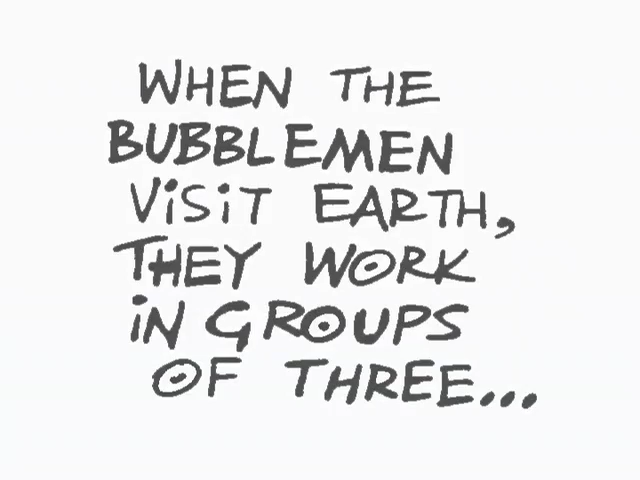 WHEN THE
BUBBLEMEN
ViSiT EARTH,
THEY WORK
iN GROUPS
OF THREE...